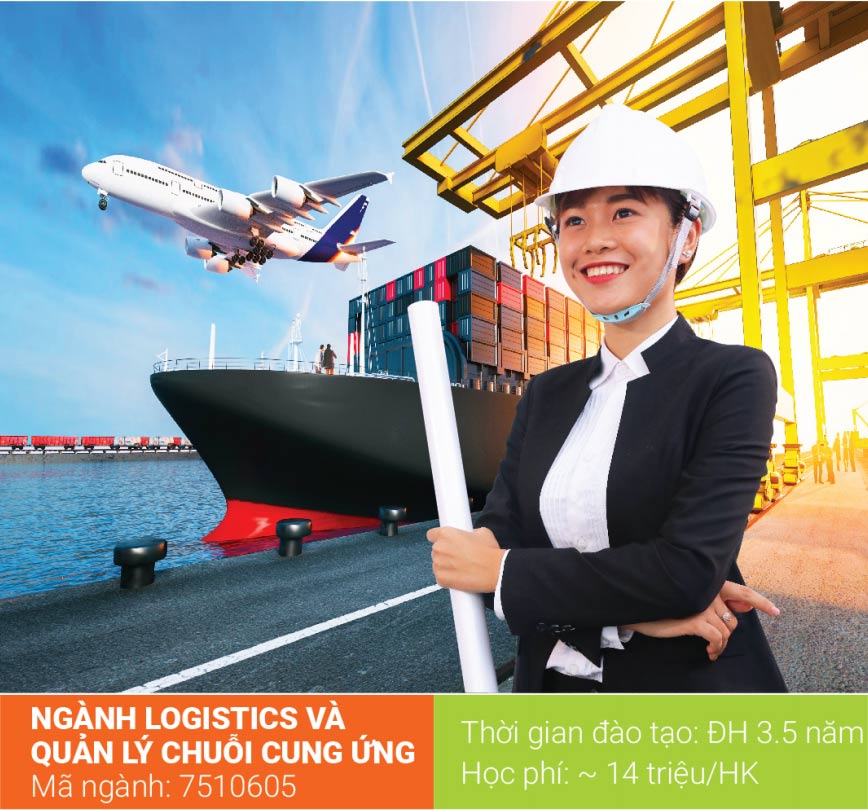 NGÀNH LOGISTICS VÀ
QUẢN LÝ CHUỖI CUNG ỨNG
Mã ngành: 7510605
Thời gian đào tạo: ĐH 3.5 năm
Học phí: ~ 14 triệu/HK